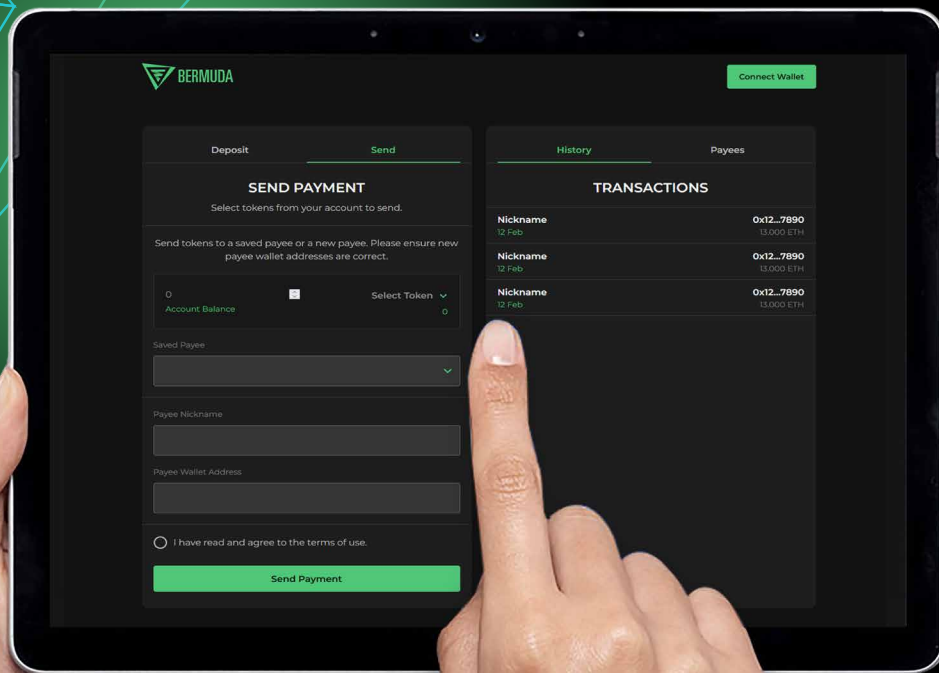 BERMUDA
Connect Wallet
Deposit
Send
SEND PAYMENT
Select tokens from your account to send.
Send tokens to a saved payee or a new payee. Please ensure new
payee wallet addresses are correct.
0
Select Token
Account Balance
0
Saved Payee
Payee Nickname
Payee Wallet Address
I have read and agree to the terms of use.
Send Payment
History
Payees
TRANSACTIONS
Nickname
0x12...7890
12 Feb
13.000 ETH
Nickname
0x12...7890
12 Feb
13.000 ETH
Nickname
0x12...7890
12 Feb
13.000 ETH